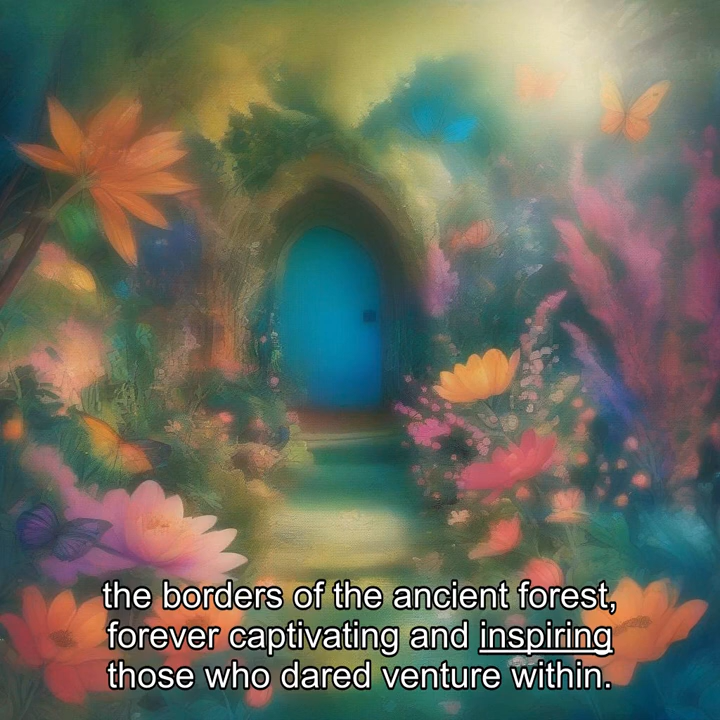 the borders of the ancient forest,
forever captivating and inspiring
those who dared venture within.